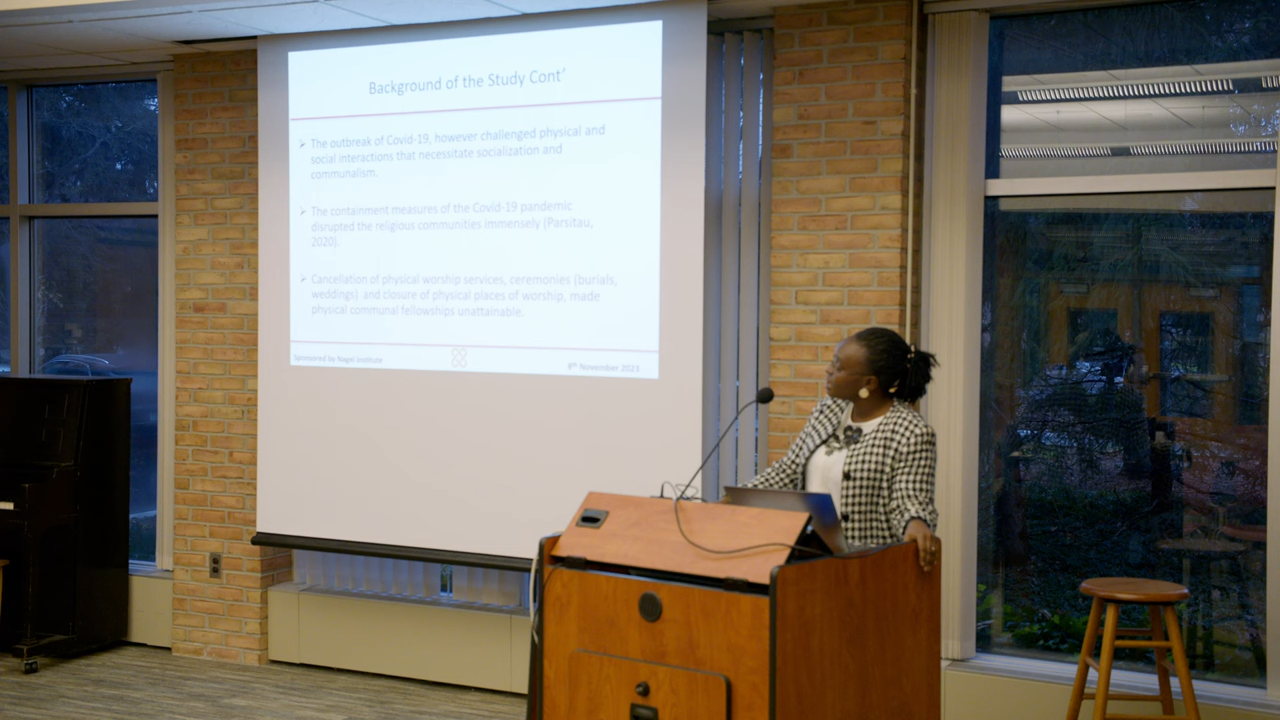 Background of the Study Cont'
The outbreak of Covid-19, however challenged physical and
social interactions that necessitate socialization and
communalism.
The containment measures of the Covid-19 pandemic
disrupted the religious communities immensely (Parsitau,
2020).
Cancellation of physical worship services, ceremonies (burials,
weddings) and closure of physical places of worship, made
physical communal fellowships unattainable.
Sponsored by Nagel Institute
8th November 2023